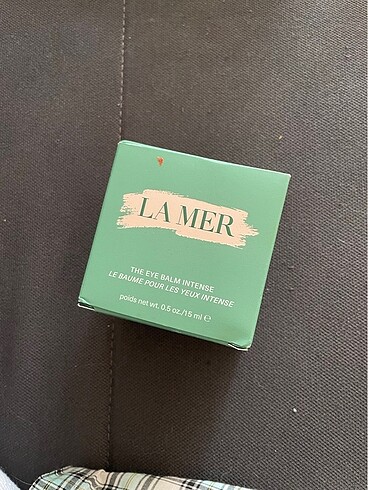 LA MER
THE EYE BALM INTENSE
LE BAUME POUR LES YEUX INTENSE
poids net wt. 0.5 oz./15 ml ℮